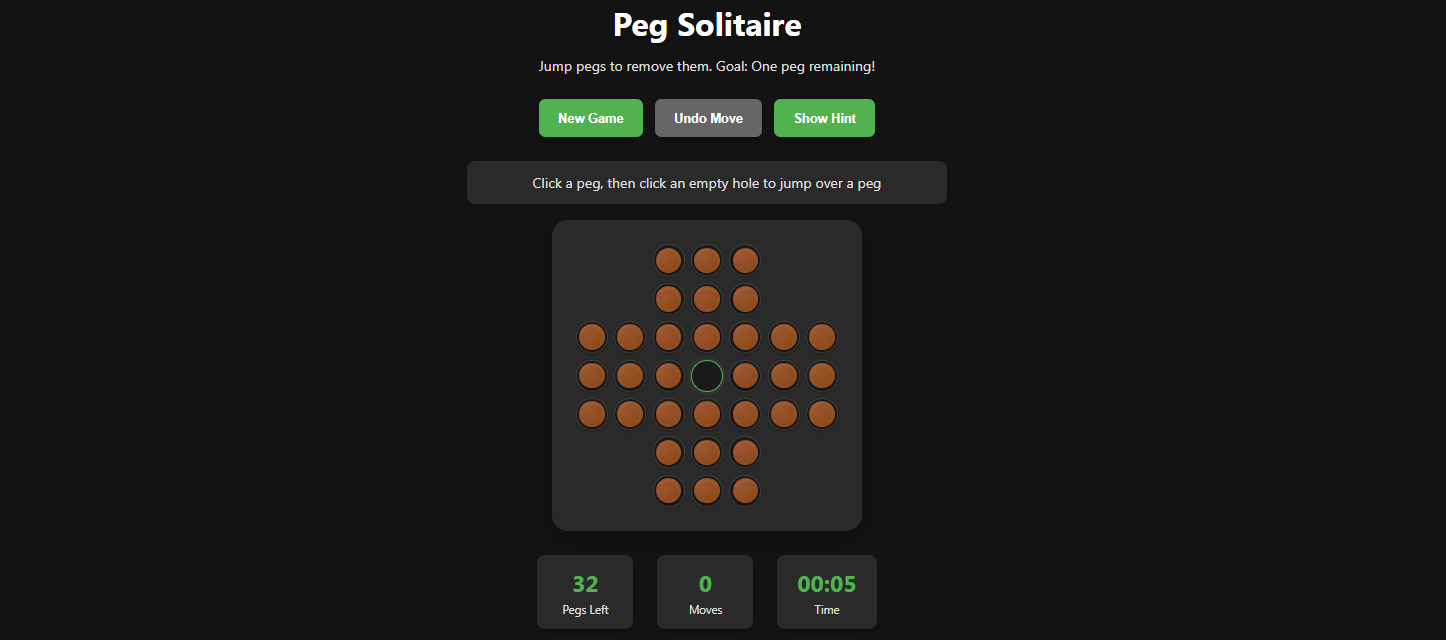 Peg Solitaire
Jump pegs to remove them. Goal: One peg remaining!
New Game Undo Move Show Hint
Click a peg, then click an empty hole to jump over a peg
32 0 00:05
Pegs Left Moves Time